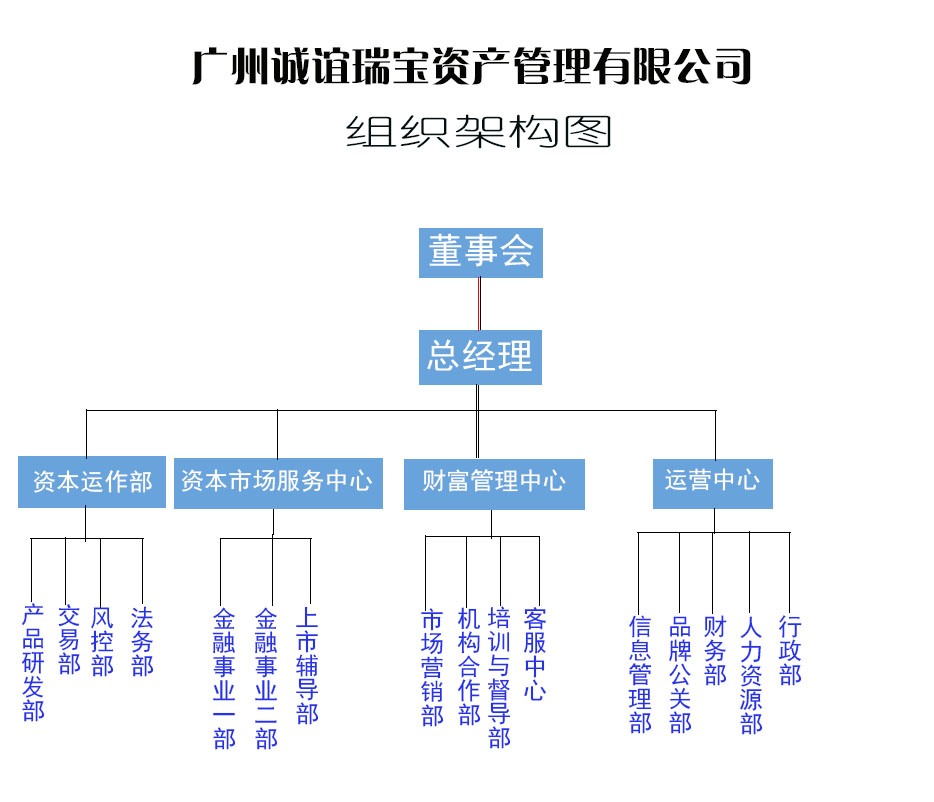 广州诚谊瑞宝资产管理有限公司
组织架构图
董事会
总经理
资本运作部
资本市场服务中心
财富管理中心
运营中心
产品研发部
交易部
风控部
法务部
金融事业一部
金融事业二部
上市辅导部
市场营销部
机构合作部
培训与督导部
客服中心
信息管理部
品牌公关部
财务部
人力资源部
行政部